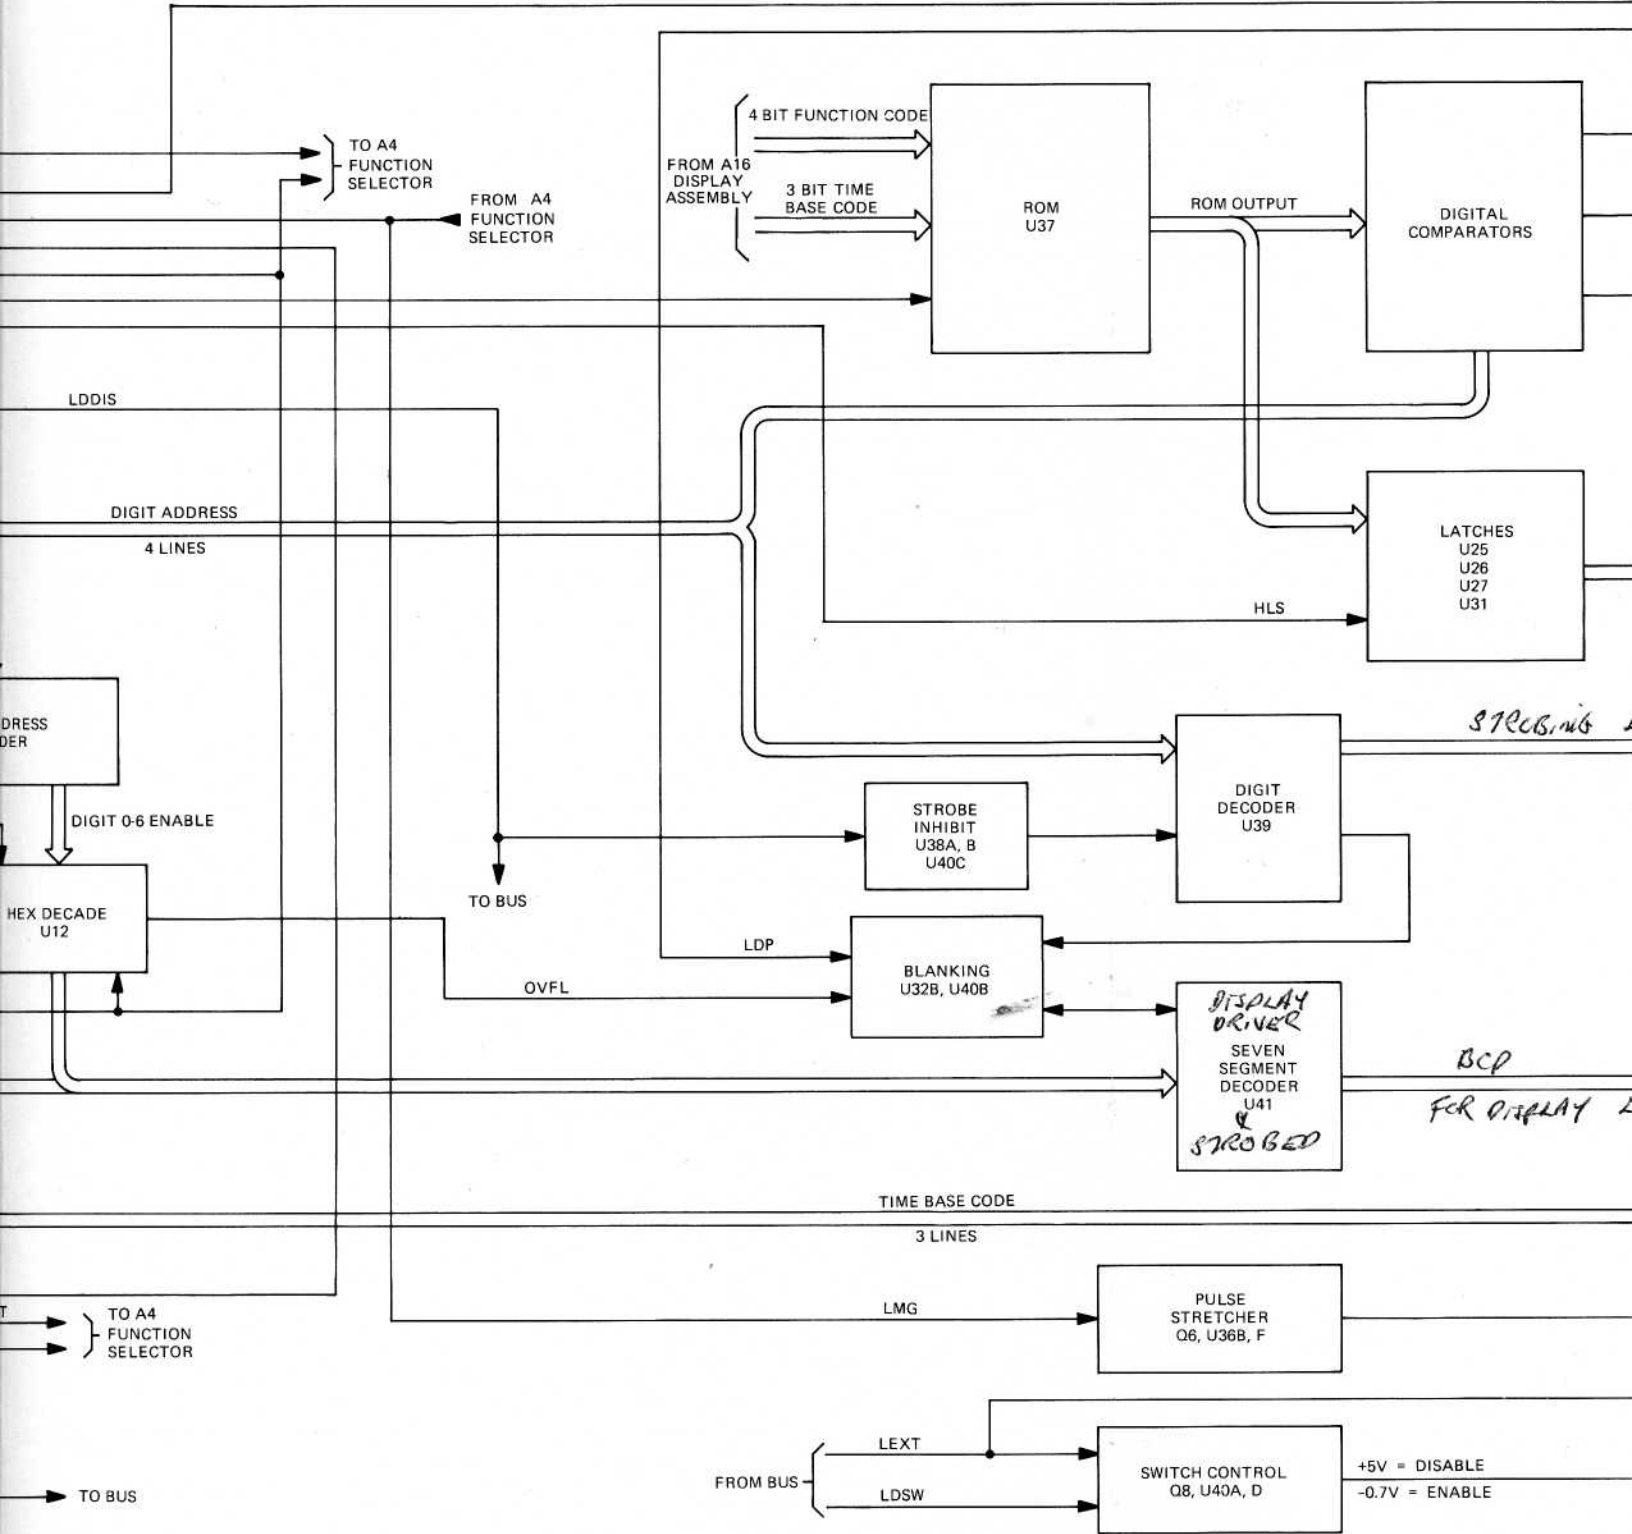 TO A4
FUNCTION
SELECTOR
FROM A4
FUNCTION
SELECTOR
4 BIT FUNCTION CODE
FROM A16
DISPLAY
ASSEMBLY
3 BIT TIME
BASE CODE
ROM
U37
ROM OUTPUT
DIGITAL
COMPARATORS
LDDIS
DIGIT ADDRESS
4 LINES
LATCHES
U25
U26
U27
U31
HLS
DRESS
DER
DIGIT 0-6 ENABLE
STROBING
DIGIT
DECODER
U39
STROBE
INHIBIT
U38A, B
U40C
TO BUS
HEX DECADE
U12
LDP
OVFL
BLANKING
U32B, U40B
DISPLAY
DRIVER
SEVEN
SEGMENT
DECODER
U41
&
STROBED
BCD
FOR DISPLAY
TIME BASE CODE
3 LINES
T
TO A4
FUNCTION
SELECTOR
LMG
PULSE
STRETCHER
Q6, U36B, F
FROM BUS
LEXT
LDSW
SWITCH CONTROL
Q8, U40A, D
+5V = DISABLE
-0.7V = ENABLE
TO BUS